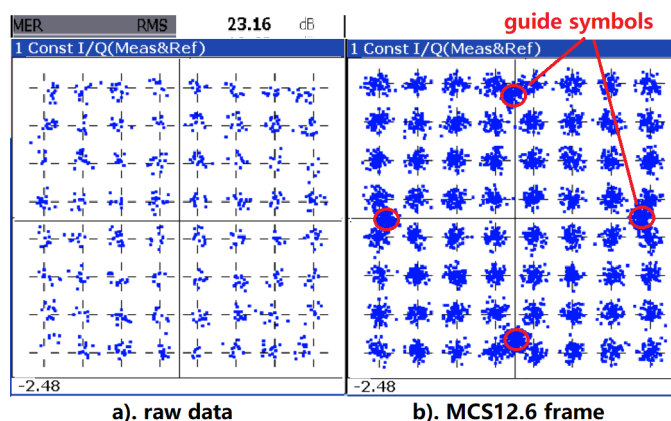 MER RMS 23.16 dB
guide symbols
1 Const I/Q(Meas&Ref)
1 Const I/Q(Meas&Ref)
-2.48
-2.48
a). raw data
b). MCS12.6 frame